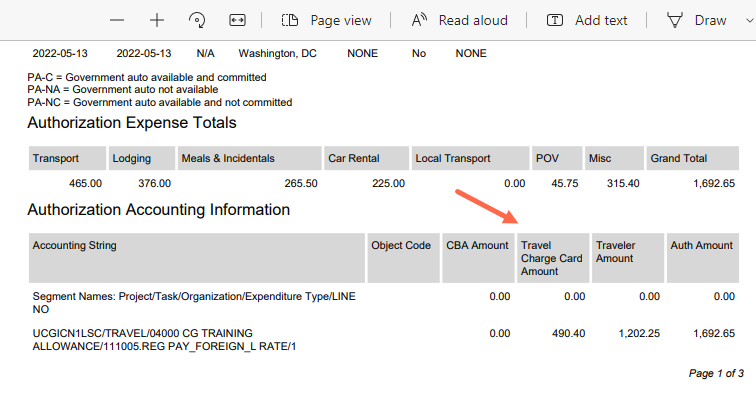 Page view
Read aloud
Add text
Draw
2022-05-13 2022-05-13 N/A Washington, DC NONE No NONE
PA-C = Government auto available and committed
PA-NA = Government auto not available
PA-NC = Government auto available and not committed
Authorization Expense Totals
Transport Lodging Meals & Incidentals Car Rental Local Transport POV Misc Grand Total
465.00 376.00 265.50 225.00 0.00 45.75 315.40 1,692.65
Authorization Accounting Information
Accounting String Object Code CBA Amount Travel Traveler Auth Amount
Charge Card Amount
Amount
Segment Names: Project/Task/Organization/Expenditure Type/LINE 0.00 0.00 0.00 0.00
NO
UCGICN1LSC/TRAVEL/04000 CG TRAINING 0.00 490.40 1,202.25 1,692.65
ALLOWANCE/111005.REG PAY_FOREIGN_L RATE/1
Page 1 of 3